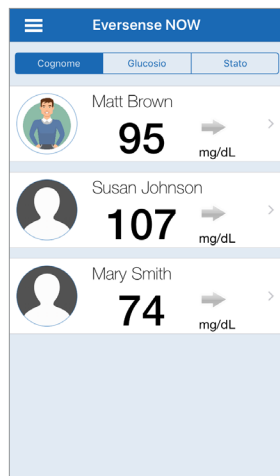 Eversense NOW
Cognome Glucosio Stato
Matt Brown
95
mg/dL
Susan Johnson
107
mg/dL
Mary Smith
74
mg/dL